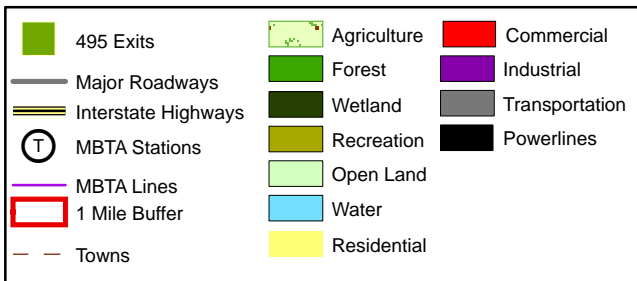 495 Exits
Major Roadways
Interstate Highways
T
MBTA Stations
MBTA Lines
1 Mile Buffer
Towns
Agriculture
Forest
Wetland
Recreation
Open Land
Water
Residential
Commercial
Industrial
Transportation
Powerlines